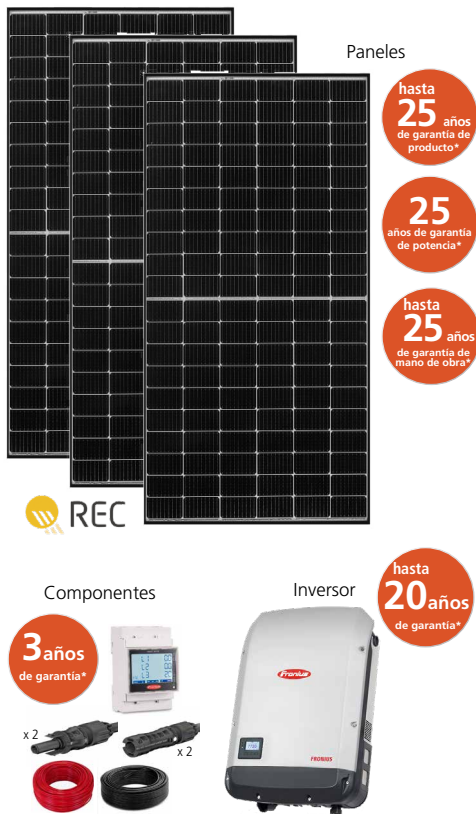 Paneles
hasta
25 años
de garantía de
producto*
25
años de garantía
de potencia*
hasta
25 años
de garantía de
mano de obra*
REC
Componentes
Inversor
hasta
20 años
de garantía*
3 años
de garantía*
x 2
x 2
Fronius
FRONIUS